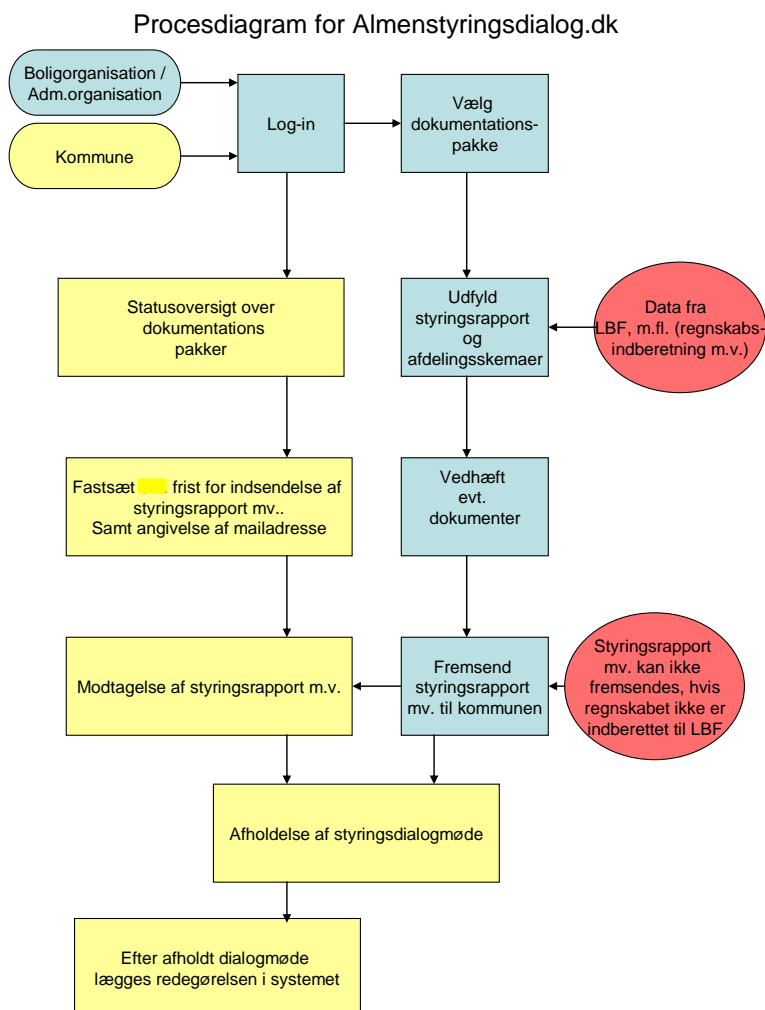 Procesdiagram for Almenstyringsdialog.dk
Boligorganisation /
Adm.organisation
Kommune
Log-in
Vælg
dokumentations-
pakke
Statusoversigt over
dokumentations
pakker
Udfyld
styringsrapport
og
afdelingsskemaer
Data fra
LBF, m.fl. (regnskabs-
indberetning m.v.)
Fastsæt frist for indsendelse af
styringsrapport mv..
Samt angivelse af mailadresse
Vedhæft
evt.
dokumenter
Modtagelse af styringsrapport m.v.
Fremsend
styringsrapport
mv. til kommunen
Styringsrapport
mv. kan ikke
fremsendes, hvis
regnskabet ikke er
indberettet til LBF
Afholdelse af styringsdialogmøde
Efter afholdt dialogmøde
lægges redegørelsen i systemet